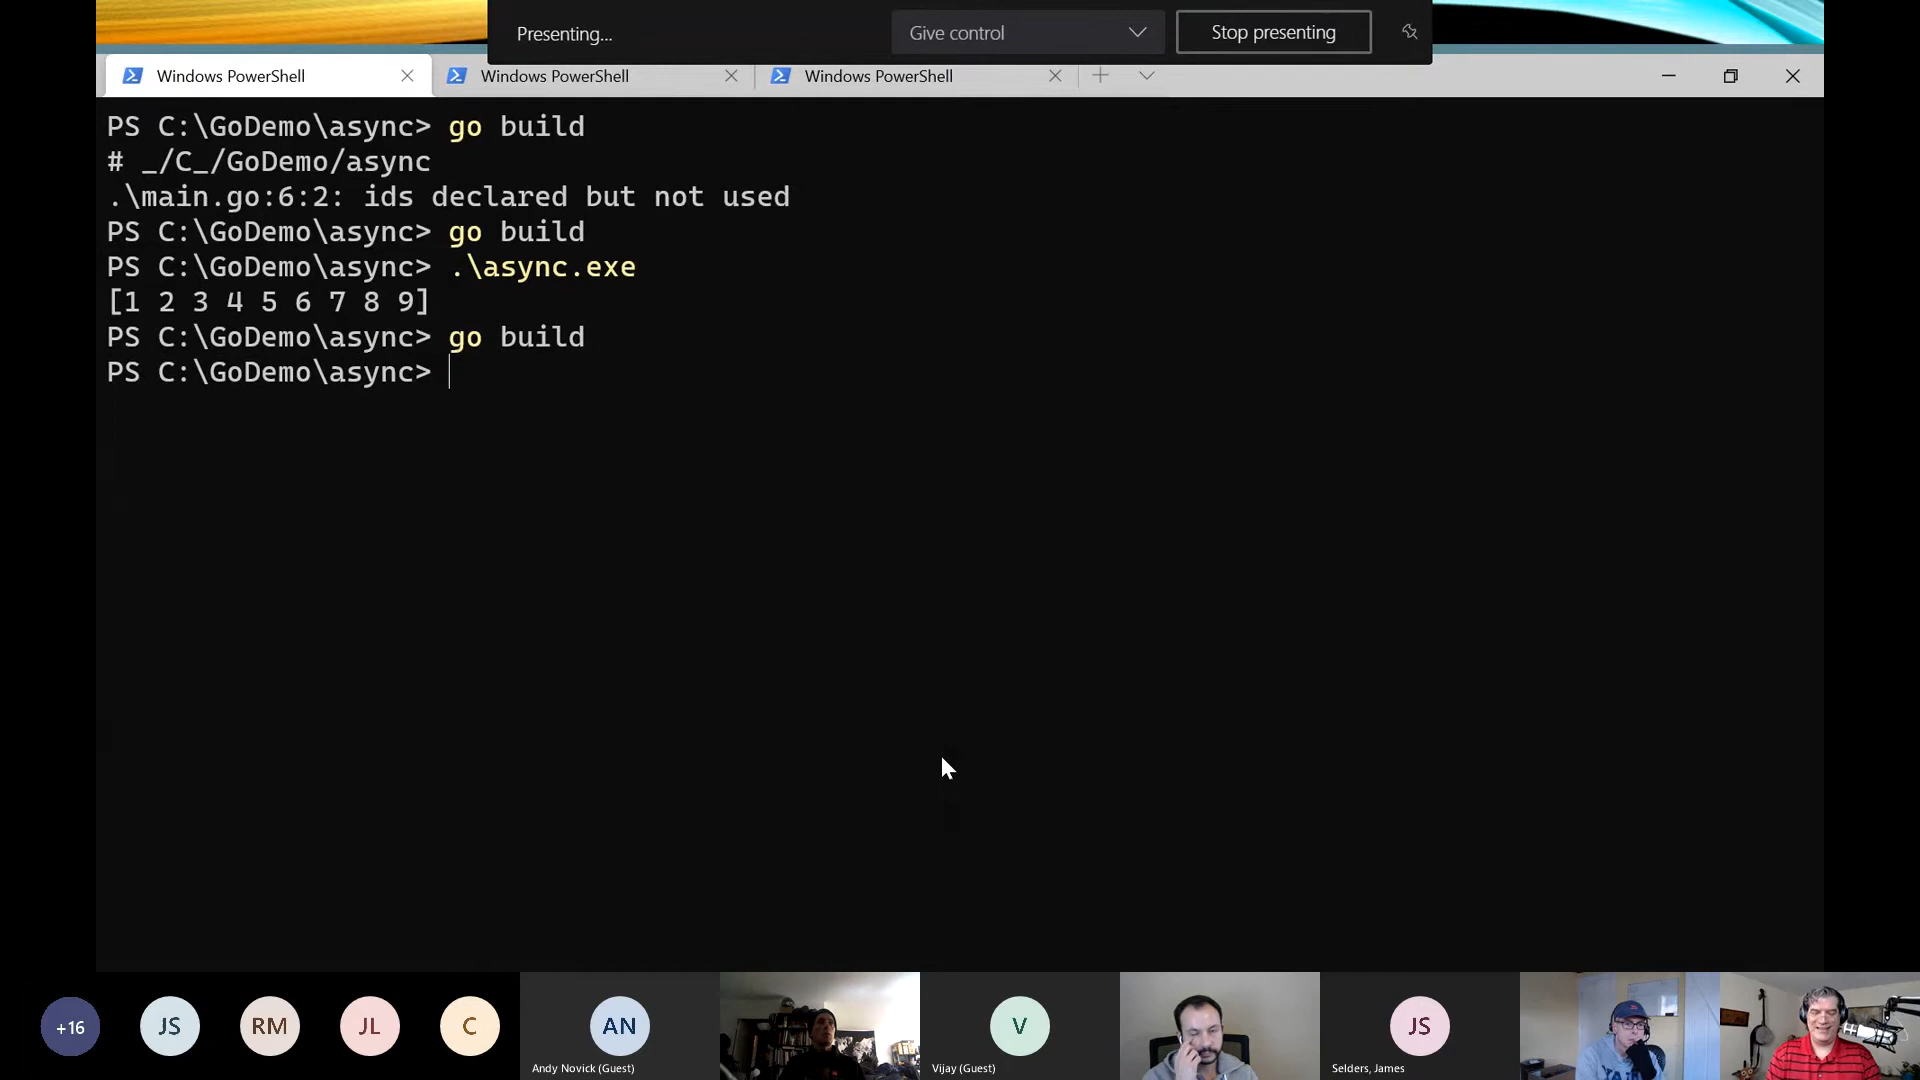 Presenting...
Give control
Stop presenting
Windows PowerShell
Windows PowerShell
Windows PowerShell
PS C:\GoDemo\async> go build
# _/C_/GoDemo/async
.\main.go:6:2: ids declared but not used
PS C:\GoDemo\async> go build
PS C:\GoDemo\async> .\async.exe
[1 2 3 4 5 6 7 8 9]
PS C:\GoDemo\async> go build
PS C:\GoDemo\async>
+16
JS
RM
JL
C
AN
Andy Novick (Guest)
V
Vijay (Guest)
JS
Selders, James